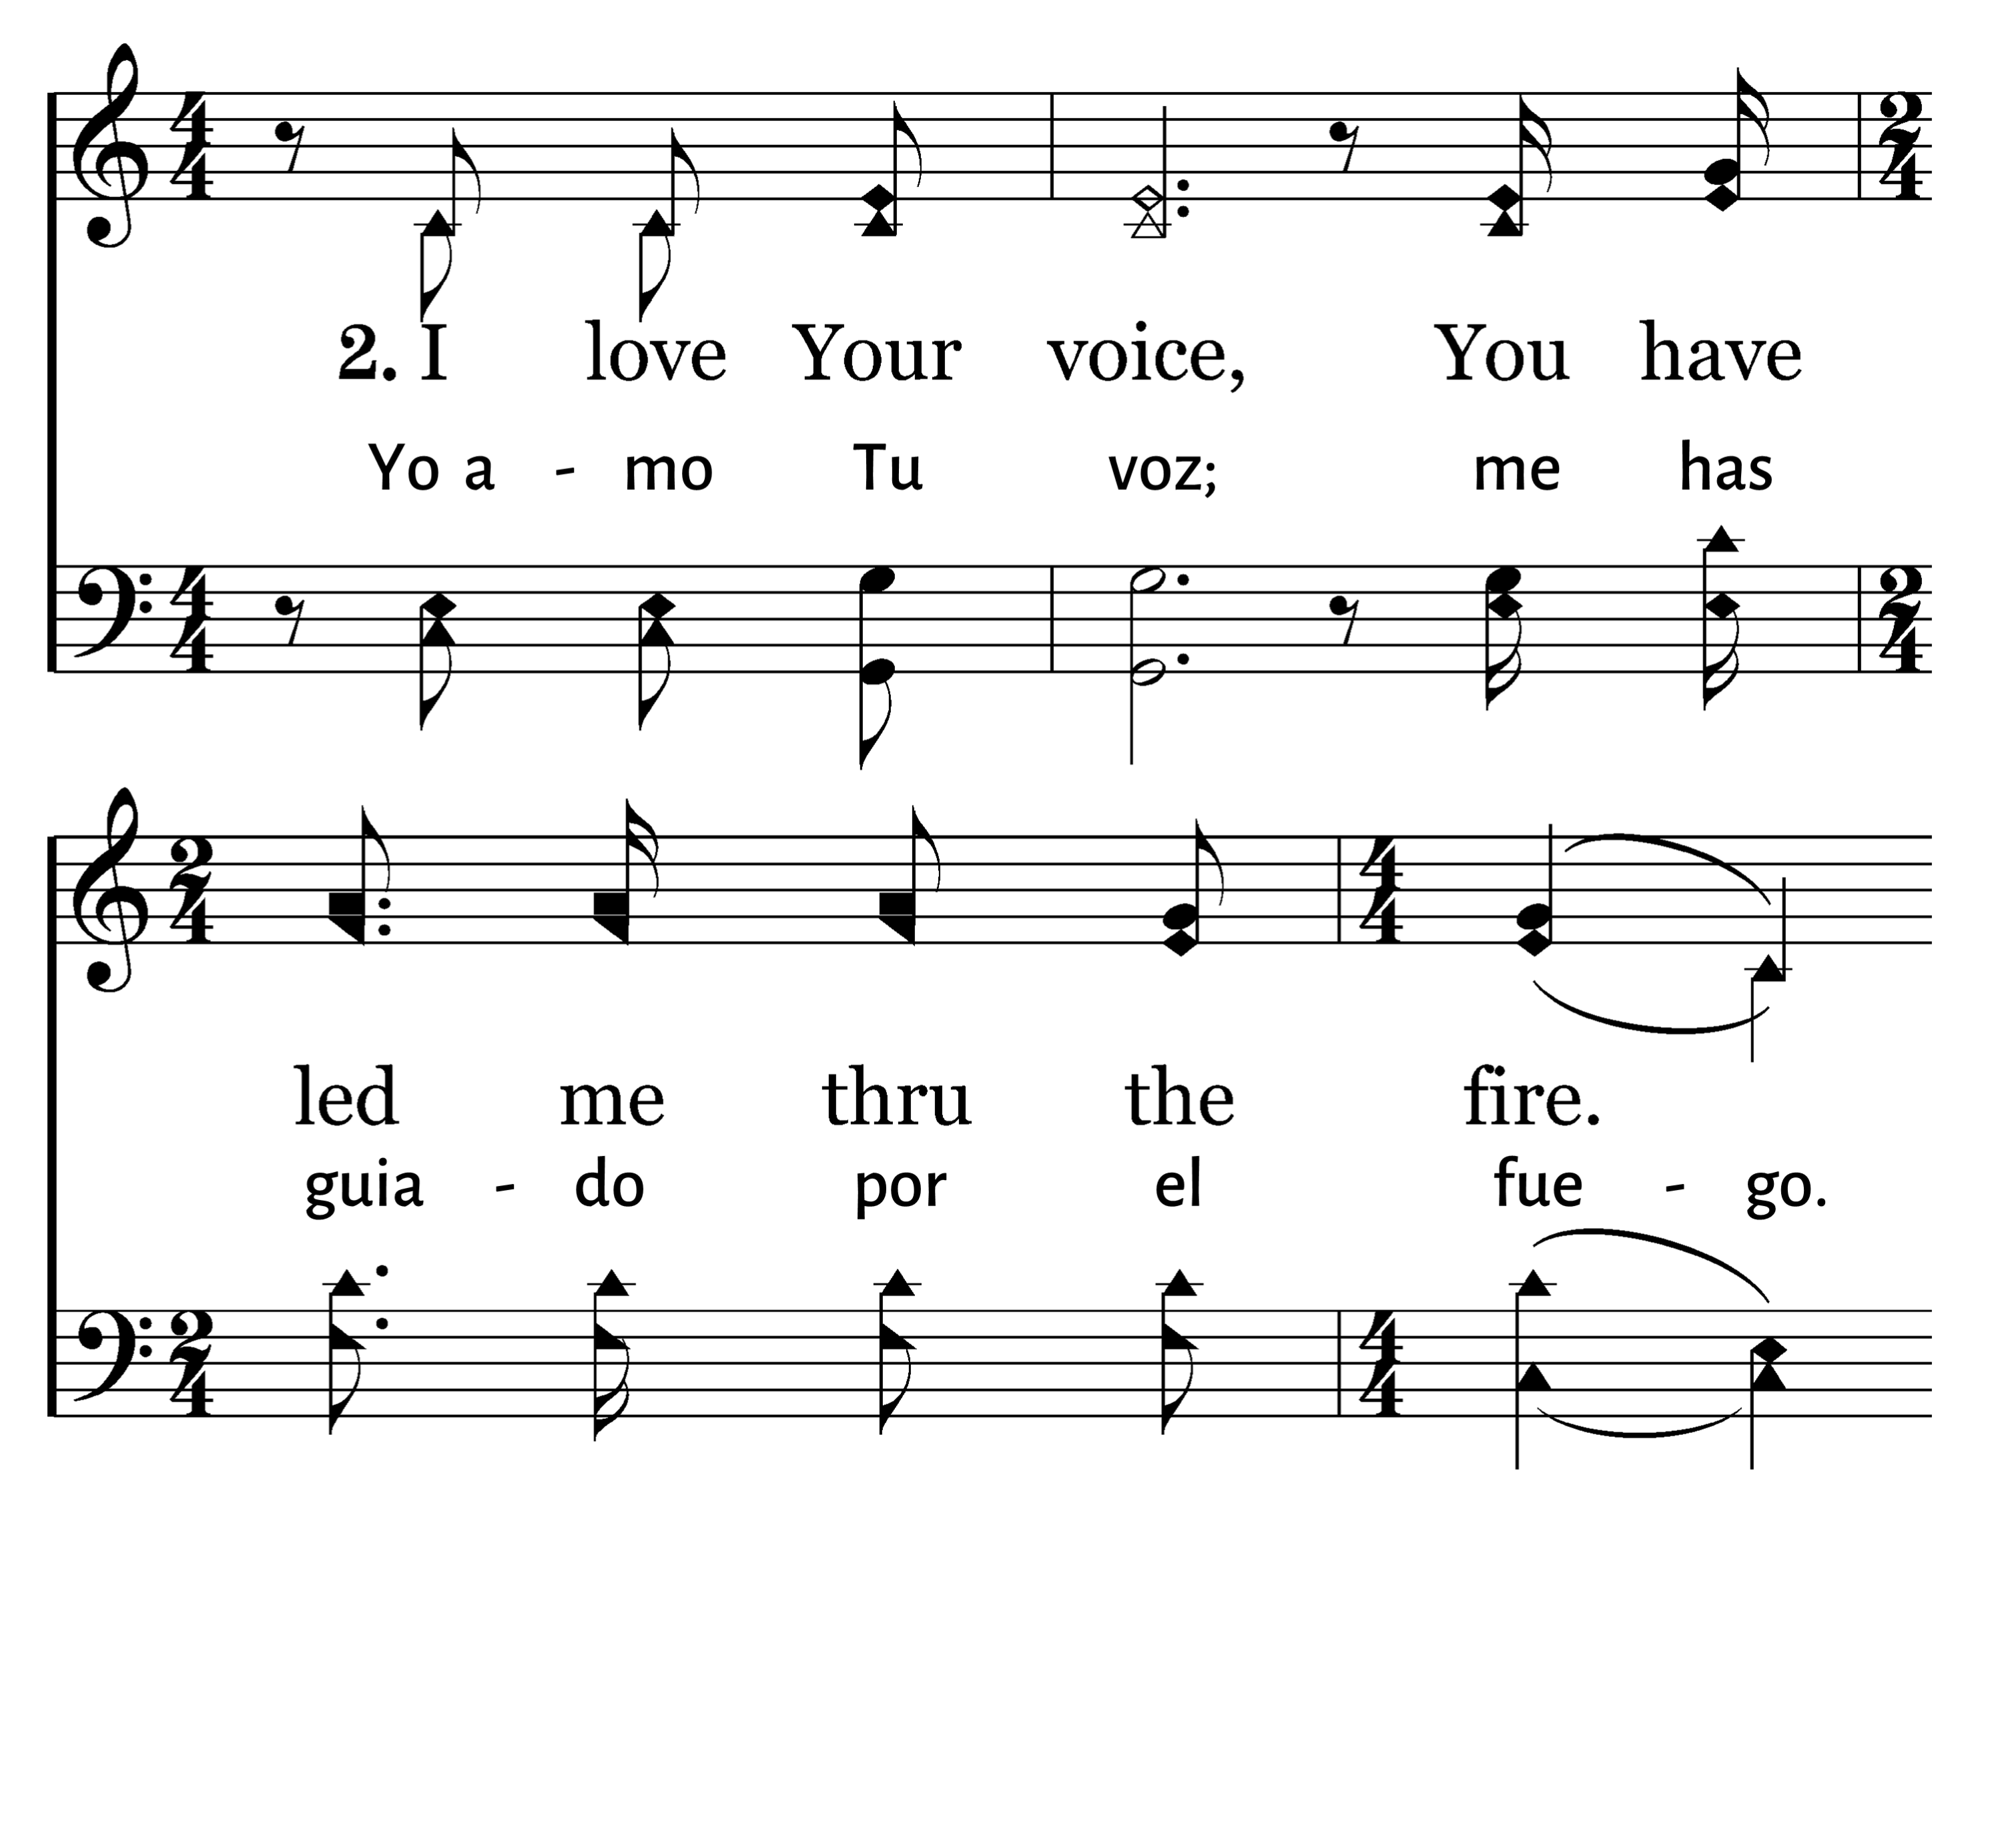 2. I love Your voice, You have
Yo a - mo Tu voz; me has
led me thru the fire.
guia - do por el fue - go.